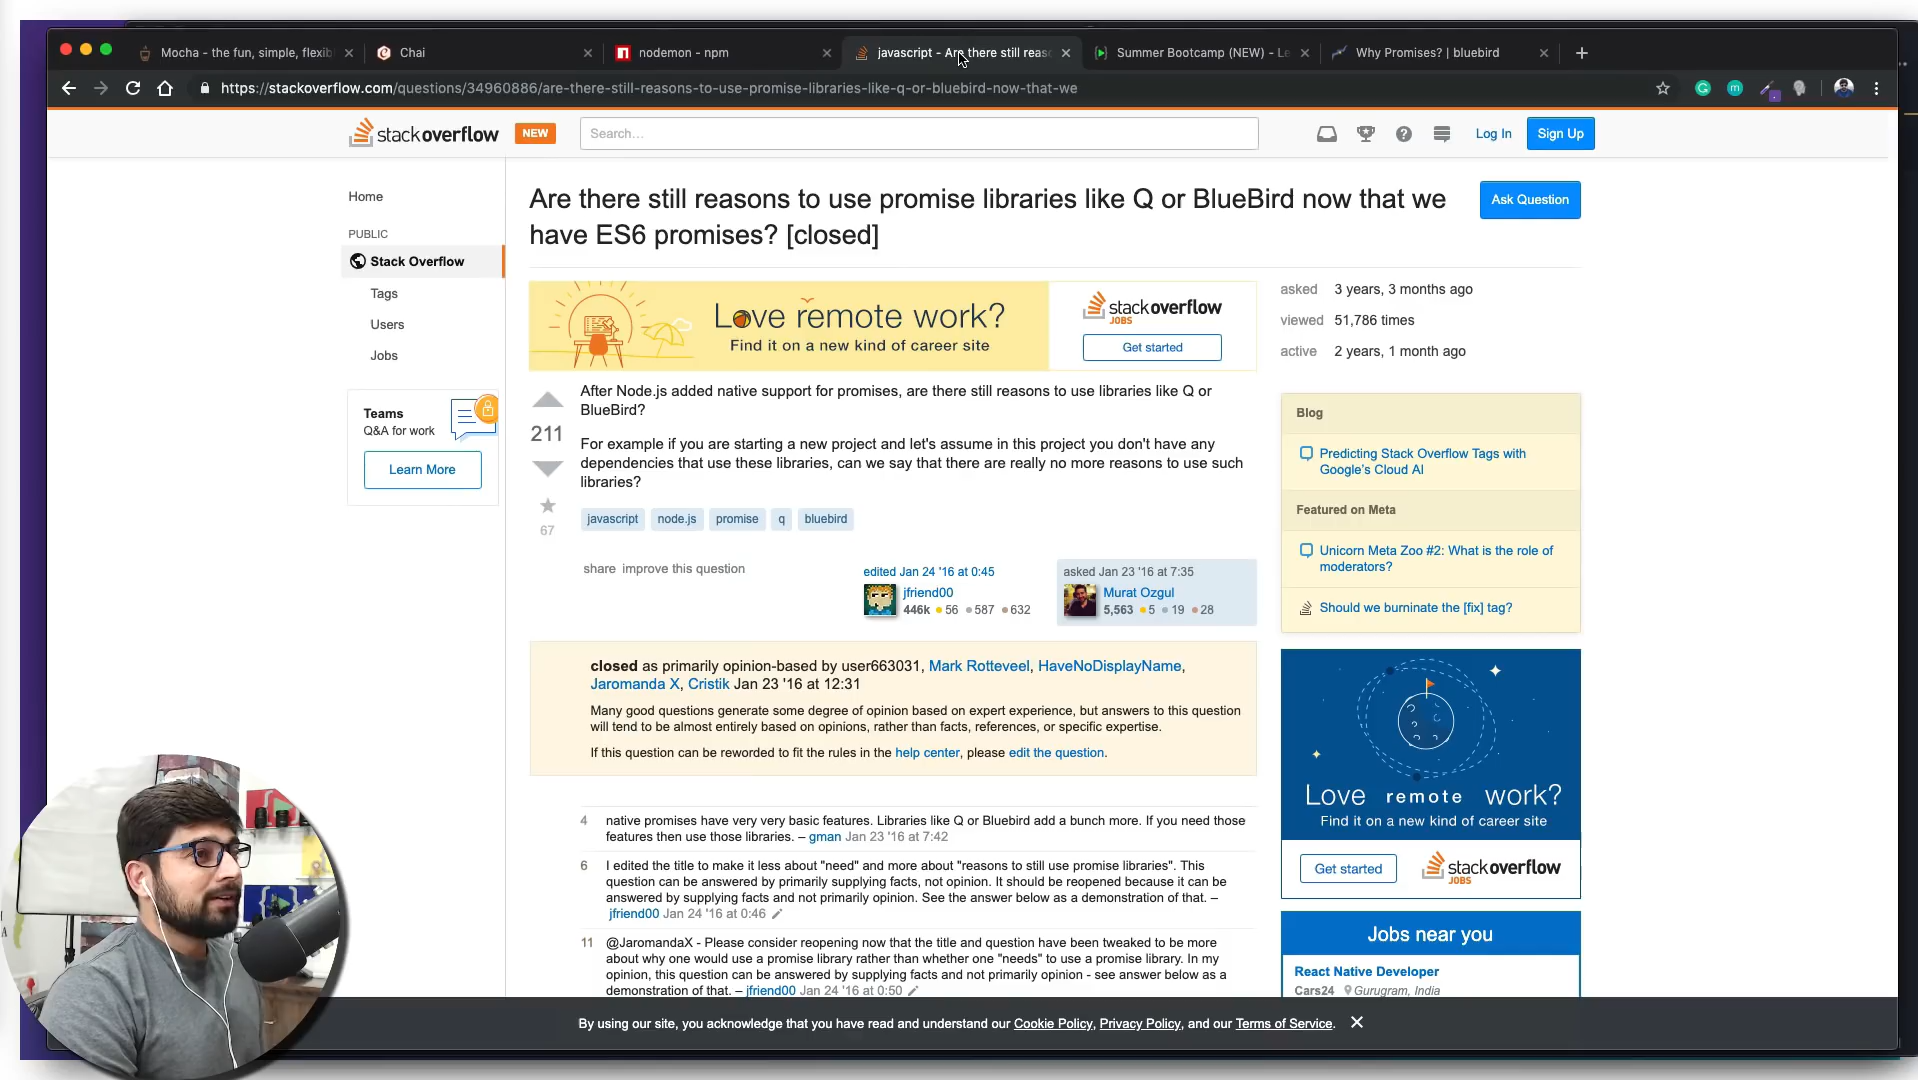 Mocha - the fun, simple, flexib
Chai
nodemon - npm
javascript - Are there still reaso
Summer Bootcamp (NEW) - Le
Why Promises? | bluebird
https://stackoverflow.com/questions/34960886/are-there-still-reasons-to-use-promise-libraries-like-q-or-bluebird-now-that-we
stackoverflow
NEW
Search…
Log In
Sign Up
Home
PUBLIC
Stack Overflow
Tags
Users
Jobs
Teams
Q&A for work
Learn More
Are there still reasons to use promise libraries like Q or BlueBird now that we
have ES6 promises? [closed]
Ask Question
Love remote work?
Find it on a new kind of career site
stackoverflow
JOBS
Get started
asked 3 years, 3 months ago
viewed 51,786 times
active 2 years, 1 month ago
After Node.js added native support for promises, are there still reasons to use libraries like Q or
BlueBird?
211
For example if you are starting a new project and let's assume in this project you don't have any
dependencies that use these libraries, can we say that there are really no more reasons to use such
libraries?
67
javascript node.js promise q bluebird
share improve this question
edited Jan 24 '16 at 0:45
jfriend00
446k 56 587 632
asked Jan 23 '16 at 7:35
Murat Ozgul
5,563 5 19 28
closed as primarily opinion-based by user663031, Mark Rotteveel, HaveNoDisplayName,
Jaromanda X, Cristik Jan 23 '16 at 12:31
Many good questions generate some degree of opinion based on expert experience, but answers to this question
will tend to be almost entirely based on opinions, rather than facts, references, or specific expertise.
If this question can be reworded to fit the rules in the help center, please edit the question.
4 native promises have very very basic features. Libraries like Q or Bluebird add a bunch more. If you need those
features then use those libraries. – gman Jan 23 '16 at 7:42
6 I edited the title to make it less about "need" and more about "reasons to still use promise libraries". This
question can be answered by primarily supplying facts, not opinion. It should be reopened because it can be
answered by supplying facts and not primarily opinion. See the answer below as a demonstration of that. –
jfriend00 Jan 24 '16 at 0:46
11 @JaromandaX - Please consider reopening now that the title and question have been tweaked to be more
about why one would use a promise library rather than whether one "needs" to use a promise library. In my
opinion, this question can be answered by supplying facts and not primarily opinion - see answer below as a
demonstration of that. – jfriend00 Jan 24 '16 at 0:50
Blog
Predicting Stack Overflow Tags with
Google's Cloud AI
Featured on Meta
Unicorn Meta Zoo #2: What is the role of
moderators?
Should we burninate the [fix] tag?
Love remote work?
Find it on a new kind of career site
Get started
stackoverflow
JOBS
Jobs near you
React Native Developer
Cars24 Gurugram, India
By using our site, you acknowledge that you have read and understand our Cookie Policy, Privacy Policy, and our Terms of Service.